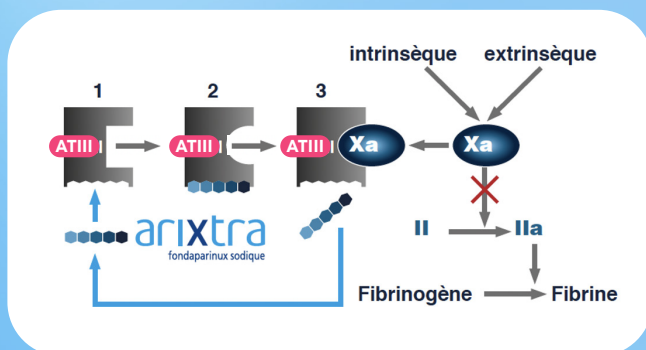 intrinsèque extrinsèque
1 2 3
ATIII ATIII ATIII Xa Xa
arixtra
fondaparinux sodique
II IIa
Fibrinogène Fibrine